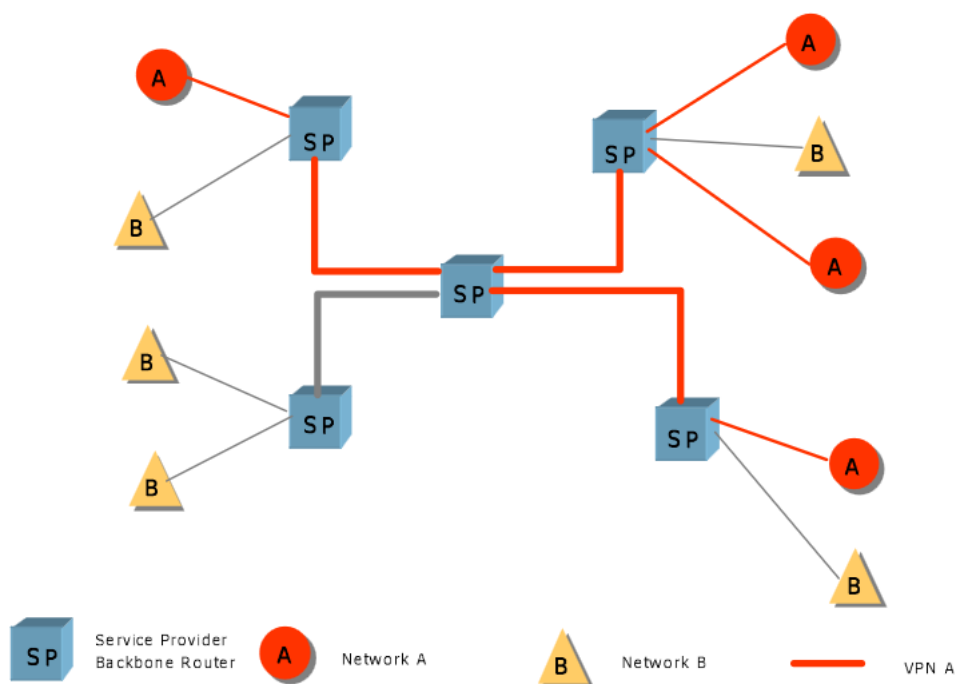 A
A
SP
SP
B
B
A
SP
B
SP
SP
A
B
B
SP
Service Provider
Backbone Router
A
Network A
B
Network B
VPN A